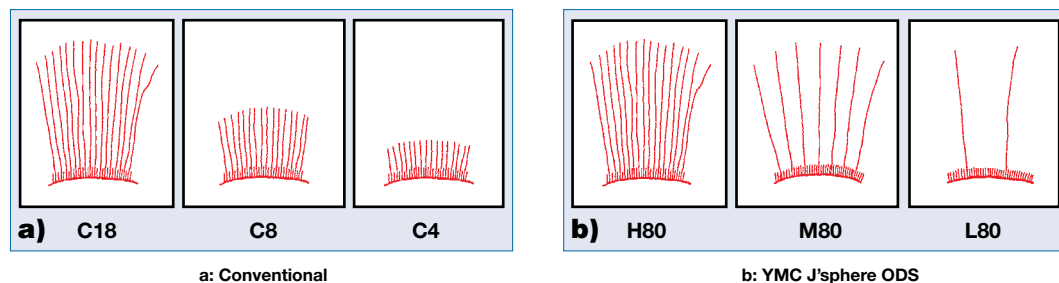 a) C18 C8 C4
b) H80 M80 L80
a: Conventional
b: YMC J'sphere ODS